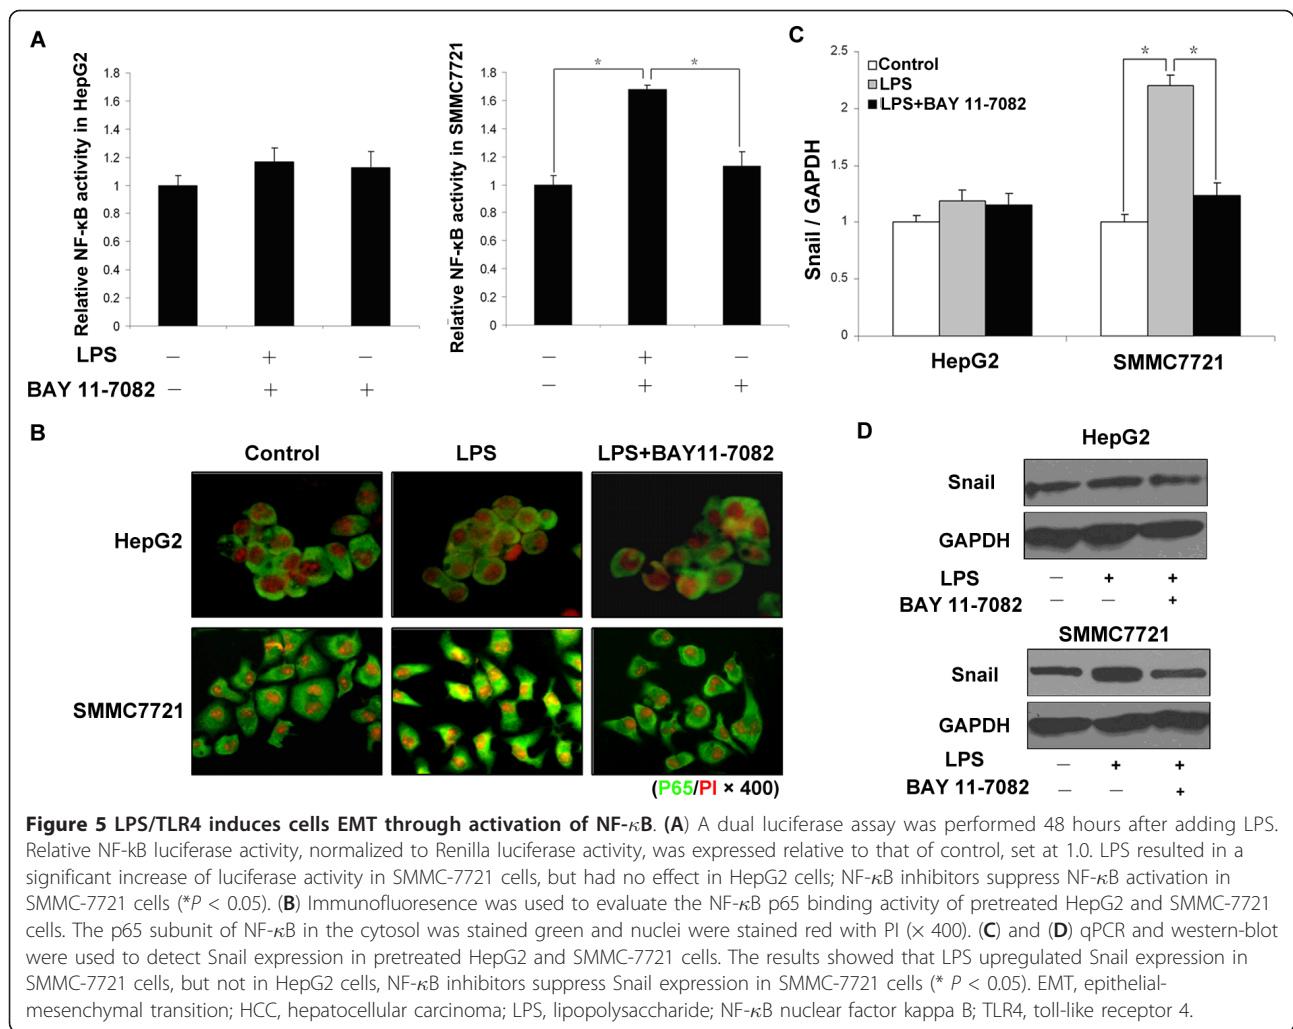 A
Relative NF-κB activity in HepG2
1.8
1.6
1.4
1.2
1
0.8
0.6
0.4
0.2
0
LPS − + −
BAY 11-7082 − + +
Relative NF-κB activity in SMMC7721
1.8
1.6
1.4
1.2
1
0.8
0.6
0.4
0.2
0
* *
− + −
− + +
C
Snail / GAPDH
2.5
2
1.5
1
0.5
0
Control
LPS
LPS+BAY 11-7082
* *
HepG2 SMMC7721
B
Control LPS LPS+BAY11-7082
HepG2
SMMC7721
(P65/PI × 400)
D
HepG2
Snail
GAPDH
LPS − + +
BAY 11-7082 − − +
SMMC7721
Snail
GAPDH
LPS − + +
BAY 11-7082 − − +
Figure 5 LPS/TLR4 induces cells EMT through activation of NF-κB. (A) A dual luciferase assay was performed 48 hours after adding LPS.
Relative NF-kB luciferase activity, normalized to Renilla luciferase activity, was expressed relative to that of control, set at 1.0. LPS resulted in a
significant increase of luciferase activity in SMMC-7721 cells, but had no effect in HepG2 cells; NF-κB inhibitors suppress NF-κB activation in
SMMC-7721 cells (*P < 0.05). (B) Immunofluoresence was used to evaluate the NF-κB p65 binding activity of pretreated HepG2 and SMMC-7721
cells. The p65 subunit of NF-κB in the cytosol was stained green and nuclei were stained red with PI (× 400). (C) and (D) qPCR and western-blot
were used to detect Snail expression in pretreated HepG2 and SMMC-7721 cells. The results showed that LPS upregulated Snail expression in
SMMC-7721 cells, but not in HepG2 cells, NF-κB inhibitors suppress Snail expression in SMMC-7721 cells (* P < 0.05). EMT, epithelial-
mesenchymal transition; HCC, hepatocellular carcinoma; LPS, lipopolysaccharide; NF-κB nuclear factor kappa B; TLR4, toll-like receptor 4.